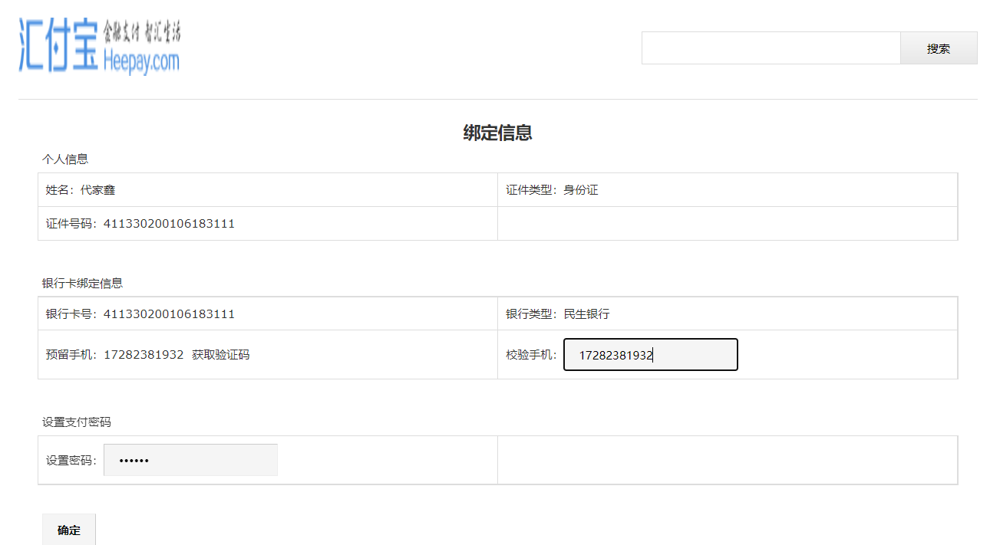 汇付宝 金融支付 智汇生活
Heepay.com
搜索
绑定信息
个人信息
姓名：代家鑫 证件类型：身份证
证件号码：411330200106183111
银行卡绑定信息
银行卡号：411330200106183111 银行类型：民生银行
预留手机：17282381932 获取验证码 校验手机：17282381932
设置支付密码
设置密码：••••••
确定